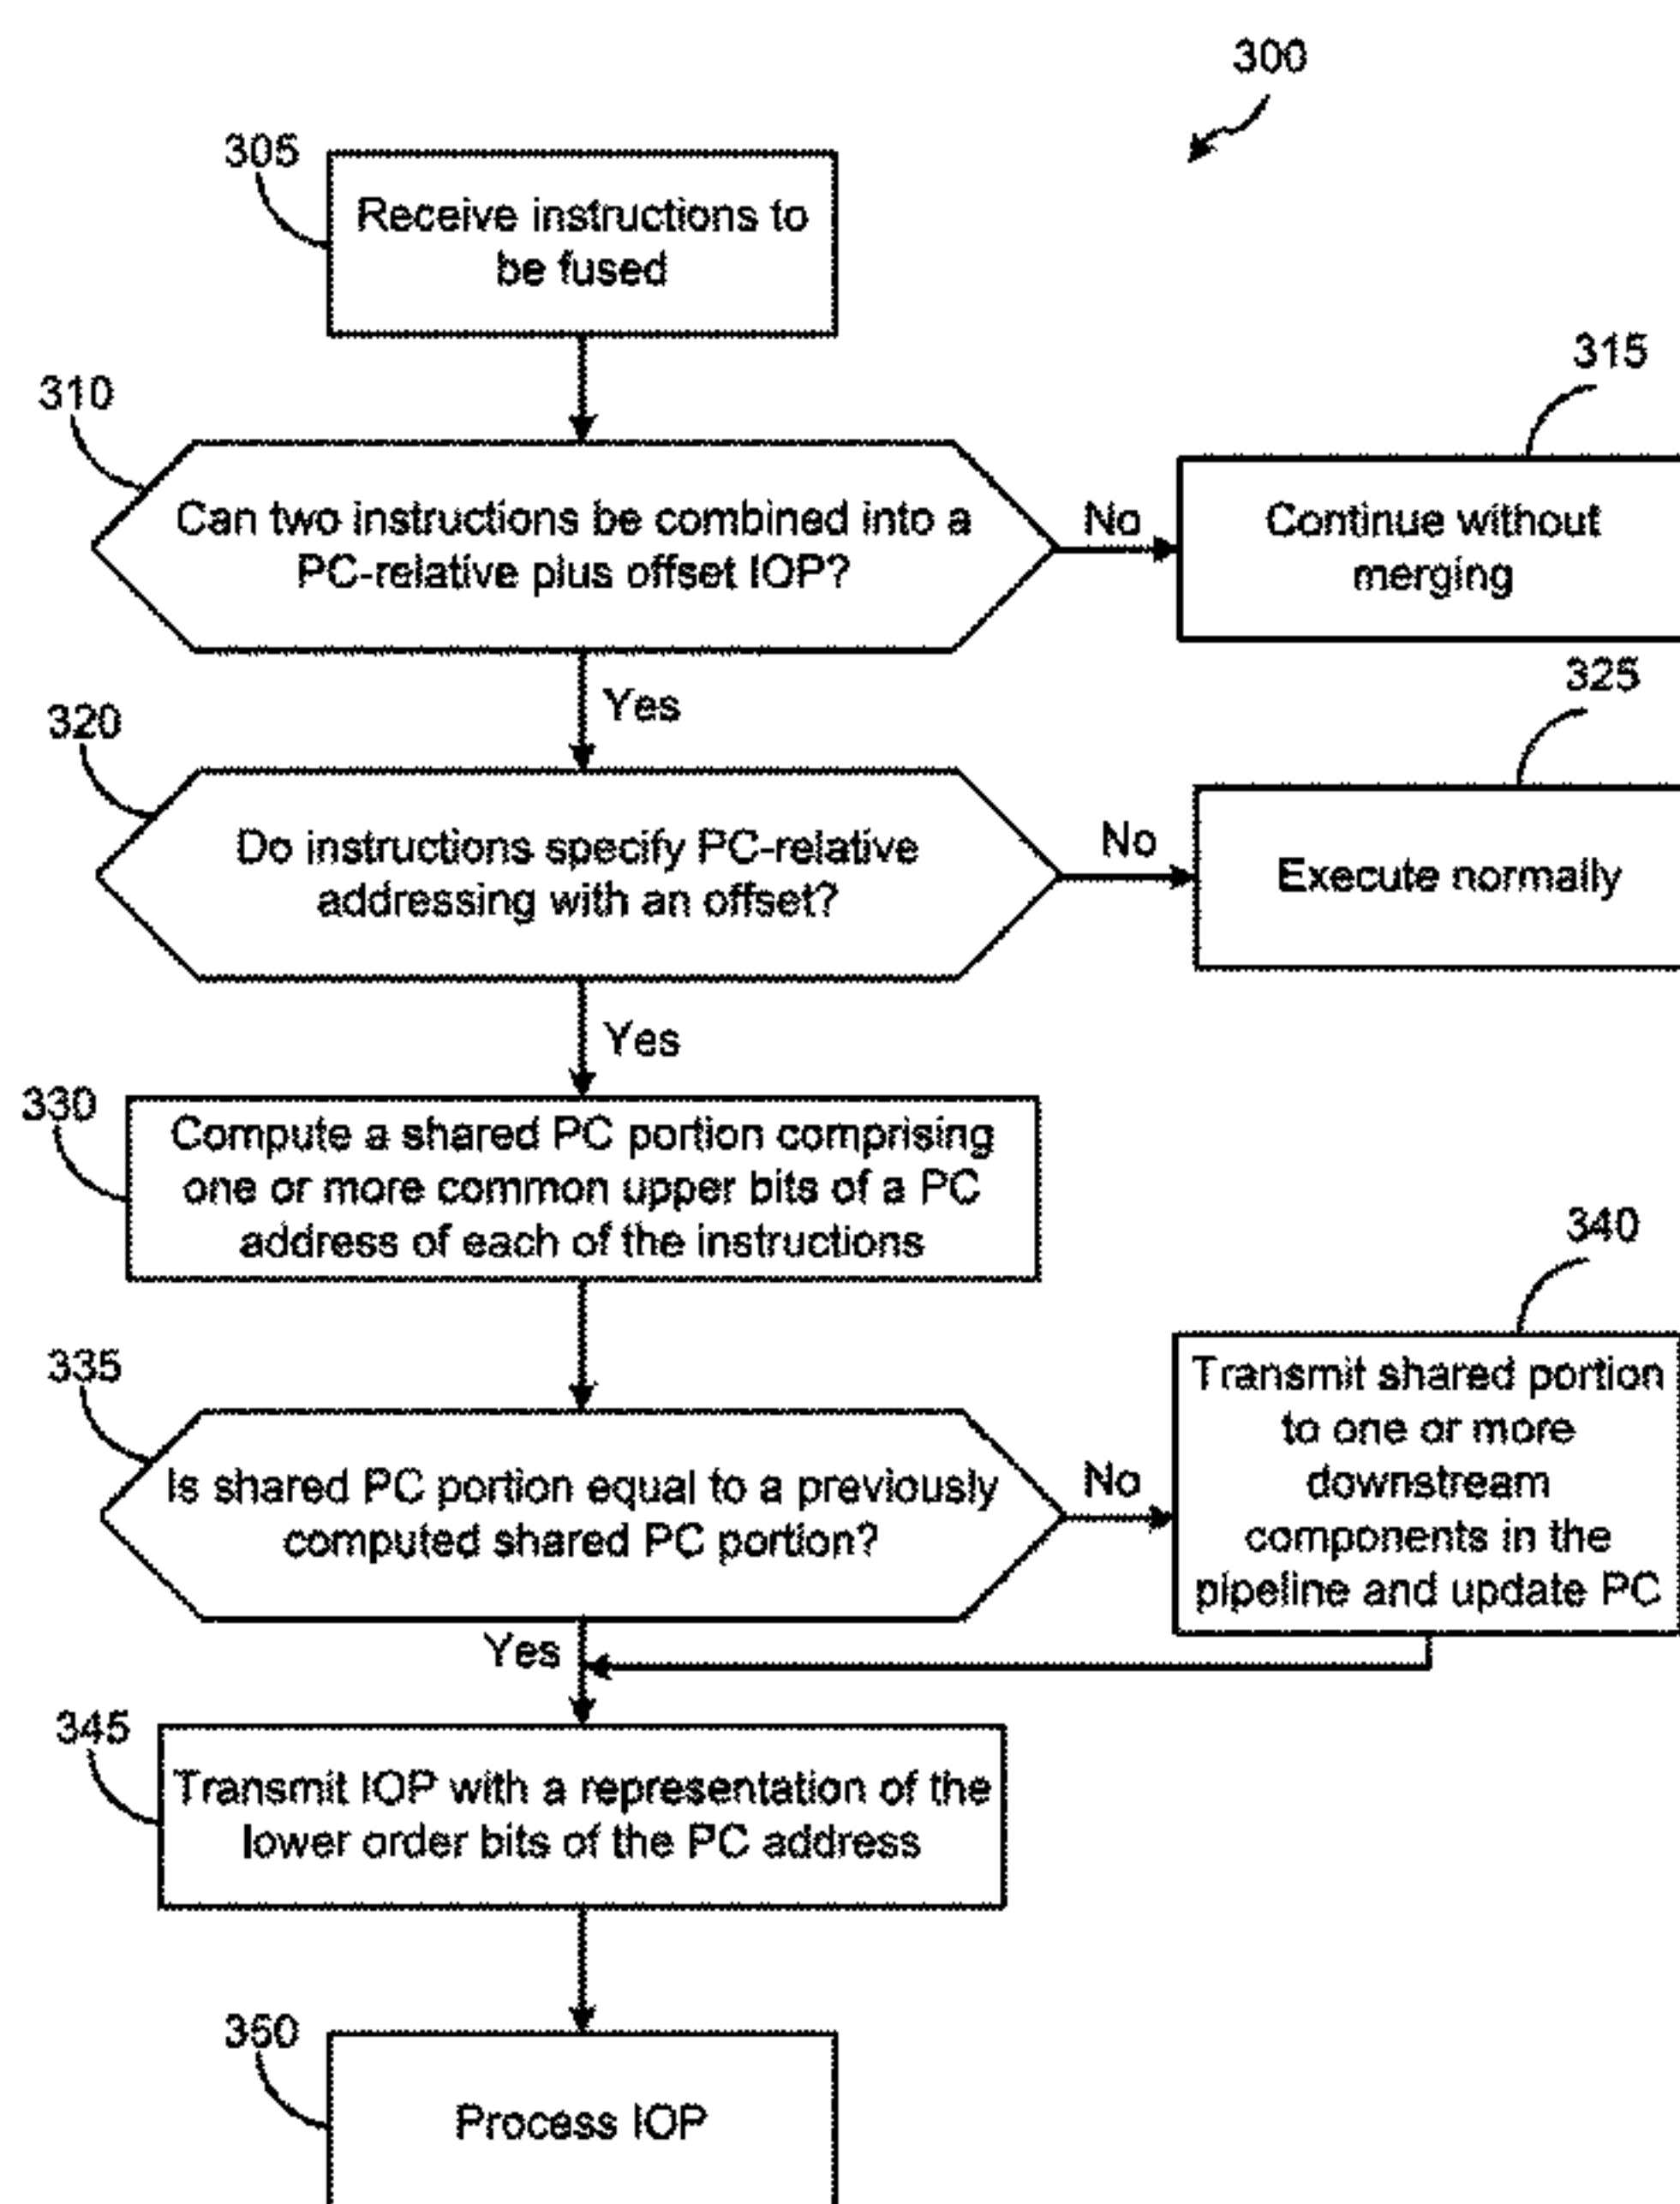 300
305
Receive instructions to
be fused
310
Can two instructions be combined into a
PC-relative plus offset IOP?
No
315
Continue without
merging
Yes
320
Do instructions specify PC-relative
addressing with an offset?
No
325
Execute normally
Yes
330
Compute a shared PC portion comprising
one or more common upper bits of a PC
address of each of the instructions
335
Is shared PC portion equal to a previously
computed shared PC portion?
No
340
Transmit shared portion
to one or more
downstream
components in the
pipeline and update PC
Yes
345
Transmit IOP with a representation of the
lower order bits of the PC address
350
Process IOP